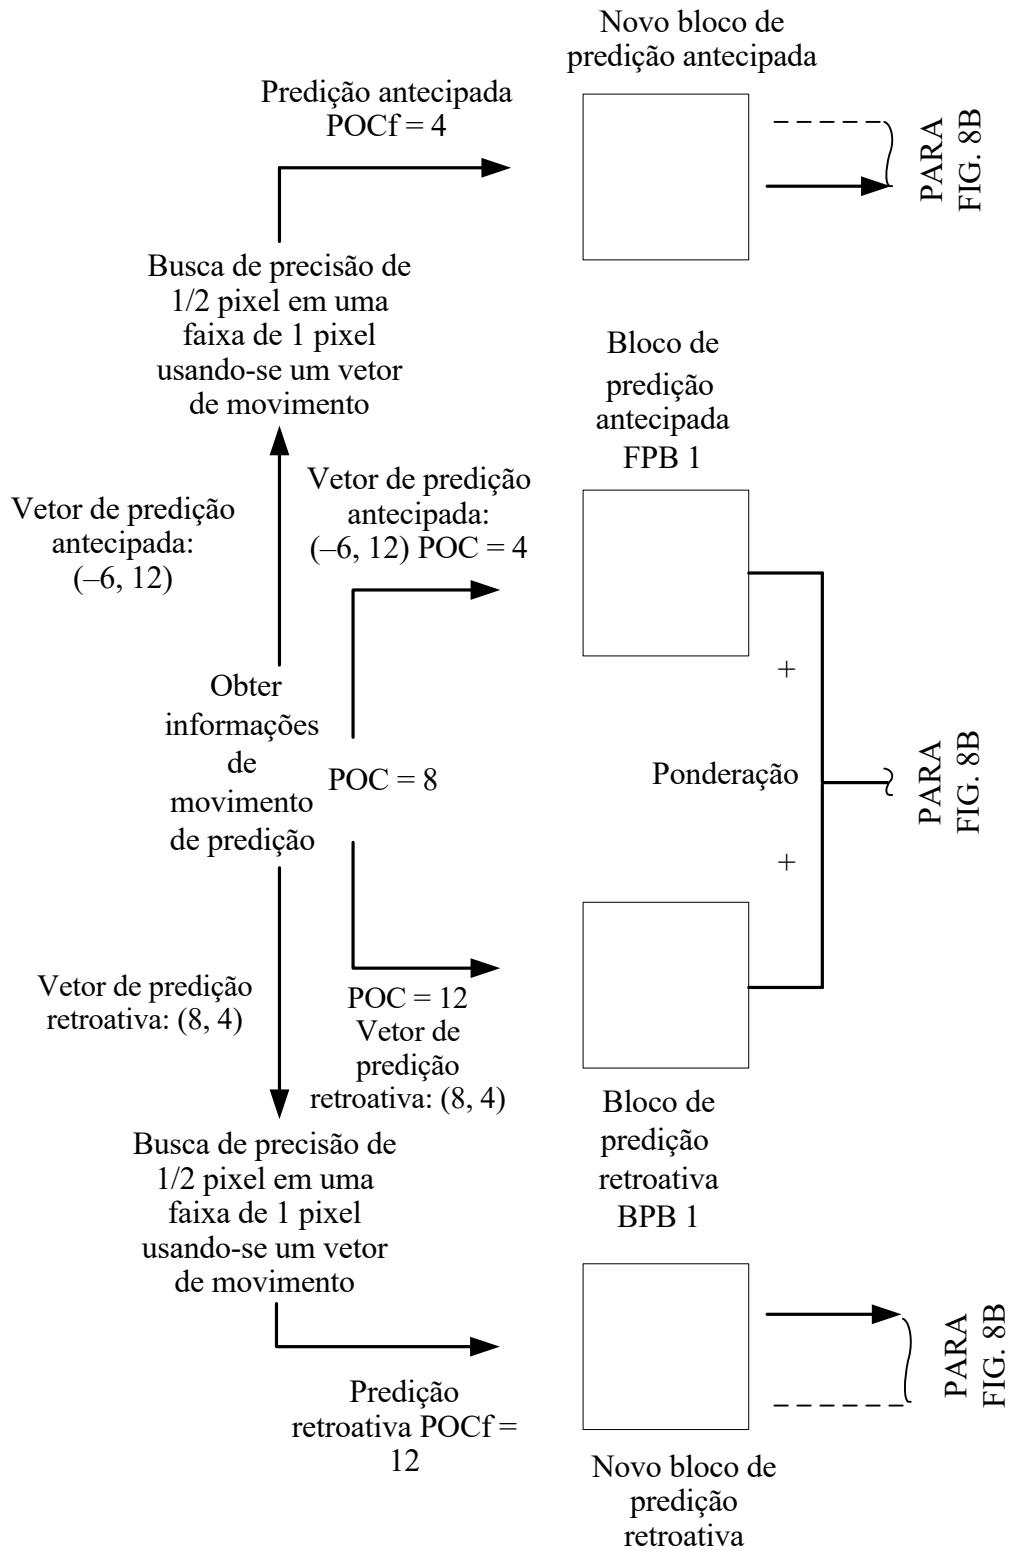 Novo bloco de
predição antecipada
Predição antecipada
POCf = 4
PARA
FIG. 8B
Busca de precisão de
1/2 pixel em uma
faixa de 1 pixel
usando-se um vetor
de movimento
Bloco de
predição
antecipada
FPB 1
Vetor de predição
antecipada:
(–6, 12)
Vetor de predição
antecipada:
(–6, 12) POC = 4
+
Obter
informações
de
movimento
de predição
POC = 8
Ponderação
PARA
FIG. 8B
+
Vetor de predição
retroativa: (8, 4)
POC = 12
Vetor de
predição
retroativa: (8, 4)
Bloco de
predição
retroativa
BPB 1
Busca de precisão de
1/2 pixel em uma
faixa de 1 pixel
usando-se um vetor
de movimento
PARA
FIG. 8B
Predição
retroativa POCf =
12
Novo bloco de
predição
retroativa